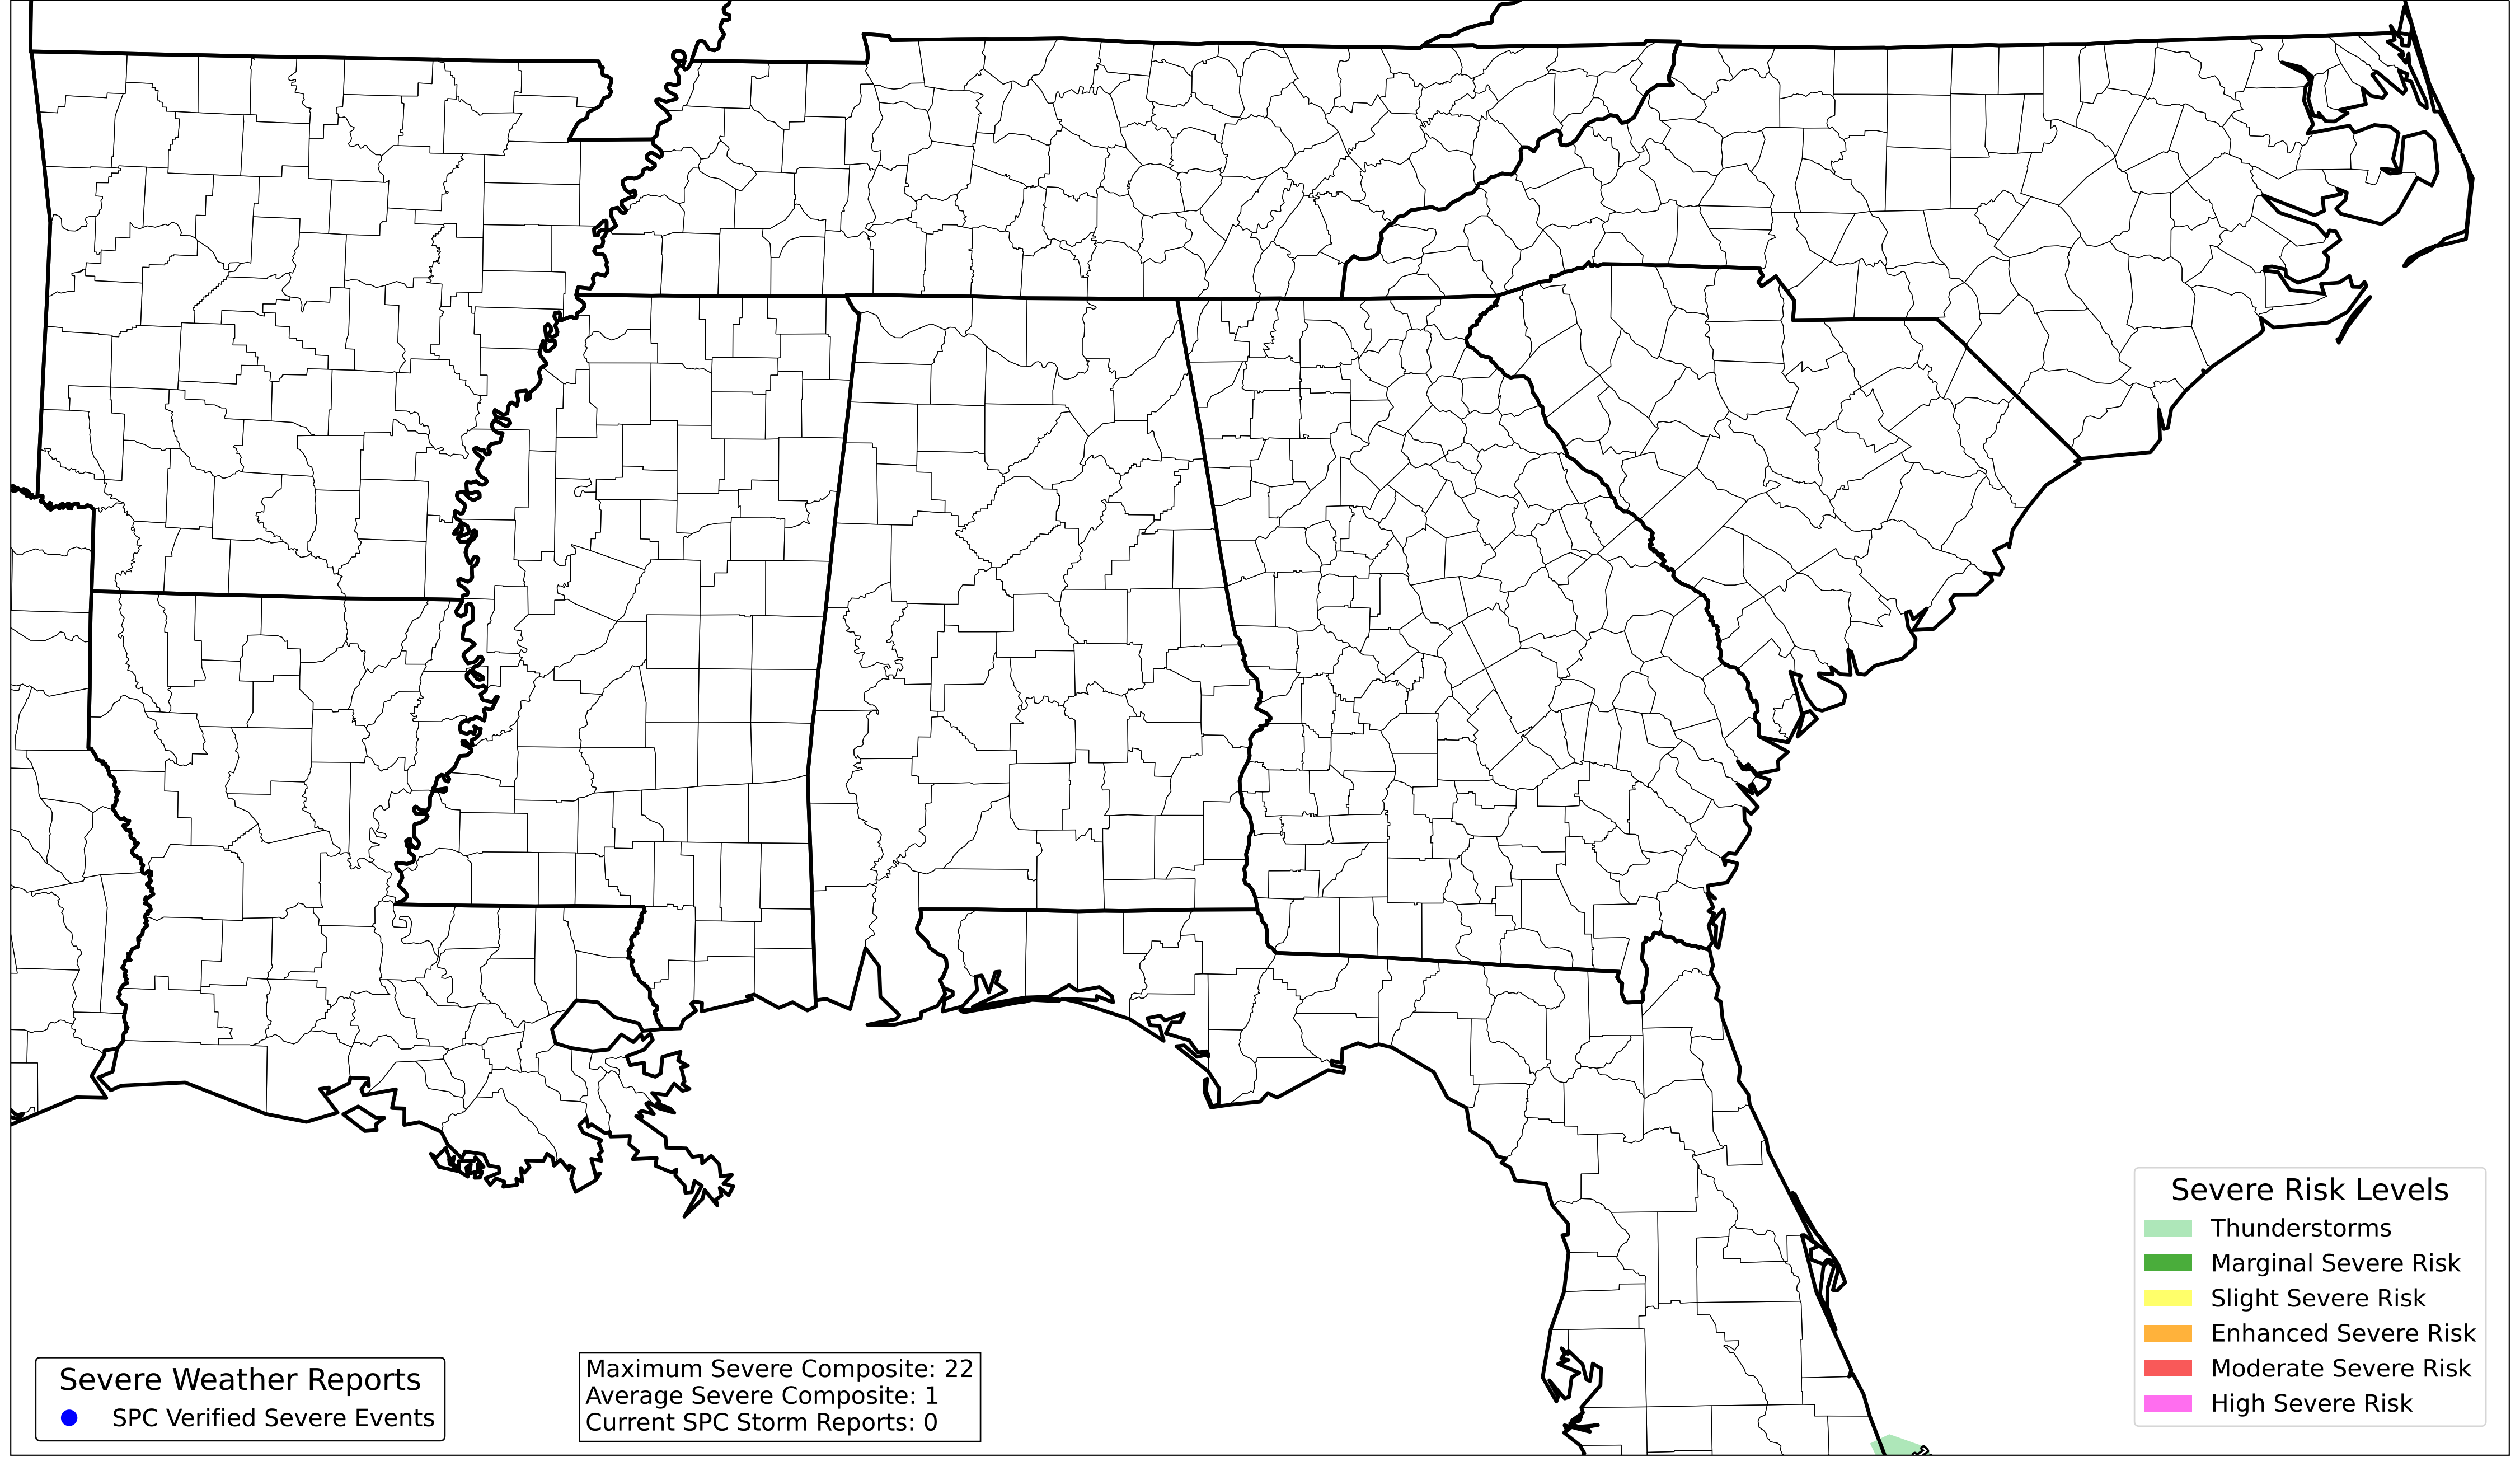 Severe Risk Levels
Thunderstorms
Marginal Severe Risk
Slight Severe Risk
Enhanced Severe Risk
Moderate Severe Risk
High Severe Risk
Severe Weather Reports
SPC Verified Severe Events
Maximum Severe Composite: 22
Average Severe Composite: 1
Current SPC Storm Reports: 0